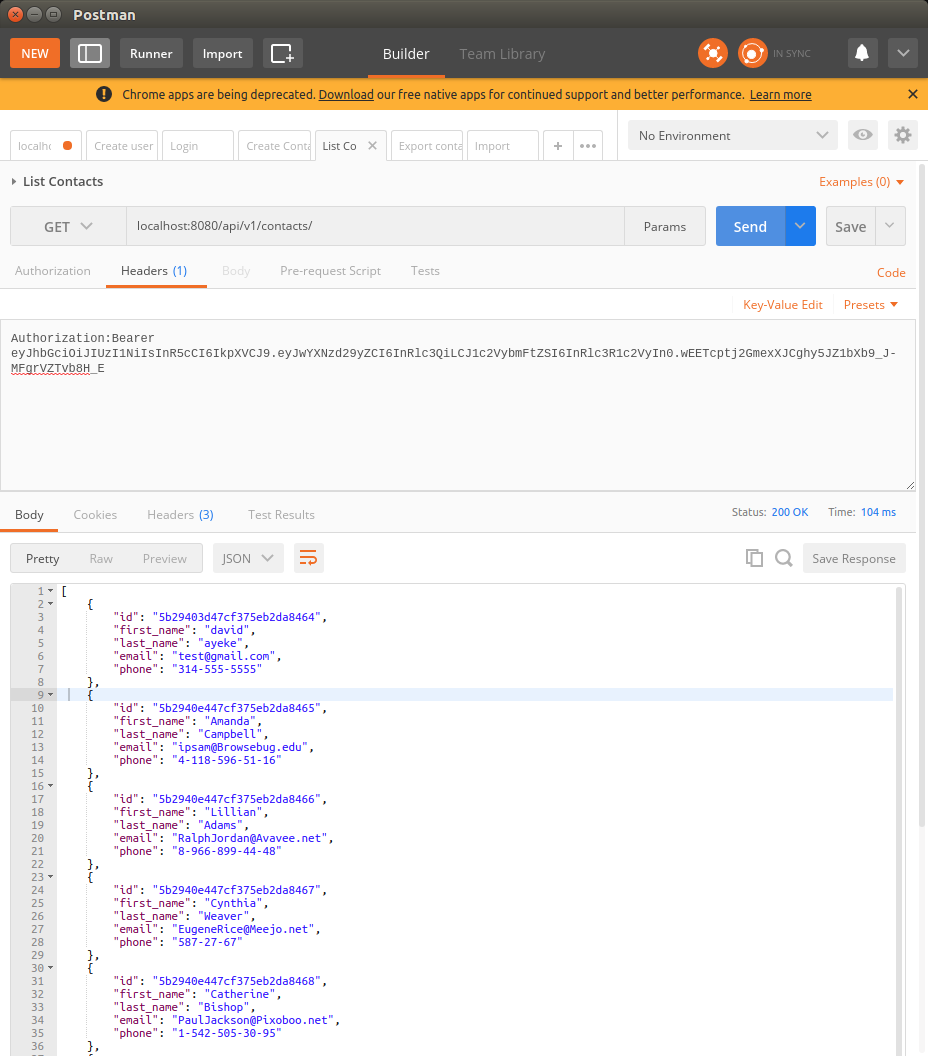 Postman
NEW
Runner
Import
Builder
Team Library
IN SYNC
Chrome apps are being deprecated. Download our free native apps for continued support and better performance. Learn more
localh
Create user
Login
Create Conta
List Co
Export conta
Import
No Environment
List Contacts
Examples (0)
GET
localhost:8080/api/v1/contacts/
Params
Send
Save
Authorization
Headers (1)
Body
Pre-request Script
Tests
Code
Key-Value Edit
Presets
Authorization:Bearer
eyJhbGciOiJIUzI1NiIsInR5cCI6IkpXVCJ9.eyJwYXNzd29yZCI6InRlc3QiLCJ1c2VybmFtZSI6InRlc3R1c2VyIn0.wEETcptj2GmexXJCghy5JZ1bXb9_J-
MFgrVZTvb8H_E
Body
Cookies
Headers (3)
Test Results
Status: 200 OK
Time: 104 ms
Pretty
Raw
Preview
JSON
Save Response
1 [
2 {
3 "id": "5b29403d47cf375eb2da8464",
4 "first_name": "david",
5 "last_name": "ayeke",
6 "email": "test@gmail.com",
7 "phone": "314-555-5555"
8 },
9 {
10 "id": "5b2940e447cf375eb2da8465",
11 "first_name": "Amanda",
12 "last_name": "Campbell",
13 "email": "ipsam@Browsebug.edu",
14 "phone": "4-118-596-51-16"
15 },
16 {
17 "id": "5b2940e447cf375eb2da8466",
18 "first_name": "Lillian",
19 "last_name": "Adams",
20 "email": "RalphJordan@Avavee.net",
21 "phone": "8-966-899-44-48"
22 },
23 {
24 "id": "5b2940e447cf375eb2da8467",
25 "first_name": "Cynthia",
26 "last_name": "Weaver",
27 "email": "EugeneRice@Meejo.net",
28 "phone": "587-27-67"
29 },
30 {
31 "id": "5b2940e447cf375eb2da8468",
32 "first_name": "Catherine",
33 "last_name": "Bishop",
34 "email": "PaulJackson@Pixoboo.net",
35 "phone": "1-542-505-30-95"
36 },